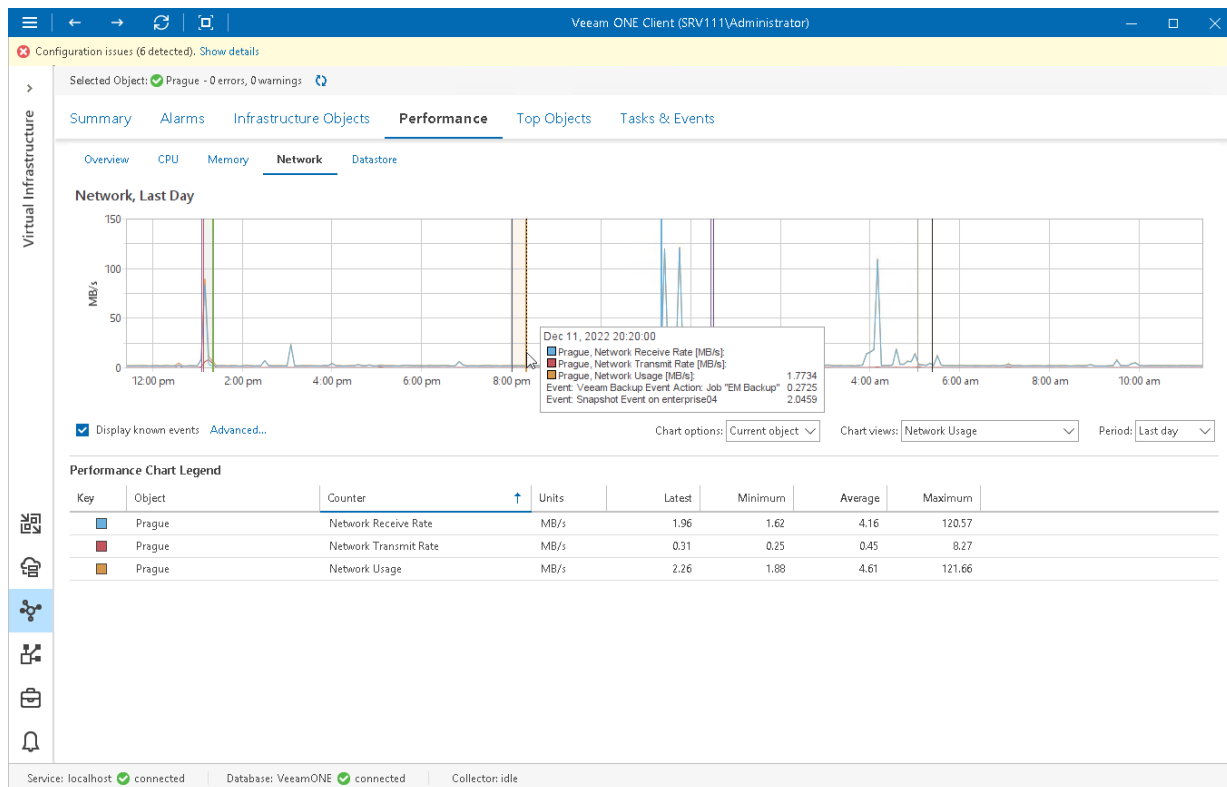 Veeam ONE Client (SRV111\Administrator)
Configuration issues (6 detected). Show details
Selected Object: Prague - 0 errors, 0 warnings
Virtual Infrastructure
Summary Alarms Infrastructure Objects Performance Top Objects Tasks & Events
Overview CPU Memory Network Datastore
Network, Last Day
MB/s
150
100
50
0
12:00 pm 2:00 pm 4:00 pm 6:00 pm 8:00 pm 4:00 am 6:00 am 8:00 am 10:00 am
Dec 11, 2022 20:20:00
Prague, Network Receive Rate [MB/s]:
Prague, Network Transmit Rate [MB/s]:
Prague, Network Usage [MB/s]: 1.7734
Event: Veeam Backup Event Action: Job "EM Backup" 0.2725
Event: Snapshot Event on enterprise04 2.0459
Display known events Advanced... Chart options: Current object Chart views: Network Usage Period: Last day
Performance Chart Legend
Key Object Counter Units Latest Minimum Average Maximum
Prague Network Receive Rate MB/s 1.96 1.62 4.16 120.57
Prague Network Transmit Rate MB/s 0.31 0.25 0.45 8.27
Prague Network Usage MB/s 2.26 1.88 4.61 121.66
Service: localhost connected Database: VeeamONE connected Collector: idle